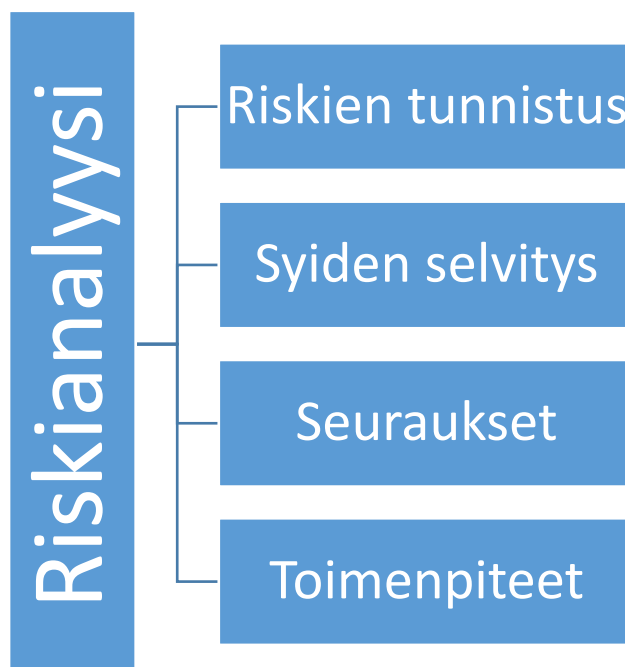 Riskianalyysi
Riskien tunnistus
Syiden selvitys
Seuraukset
Toimenpiteet